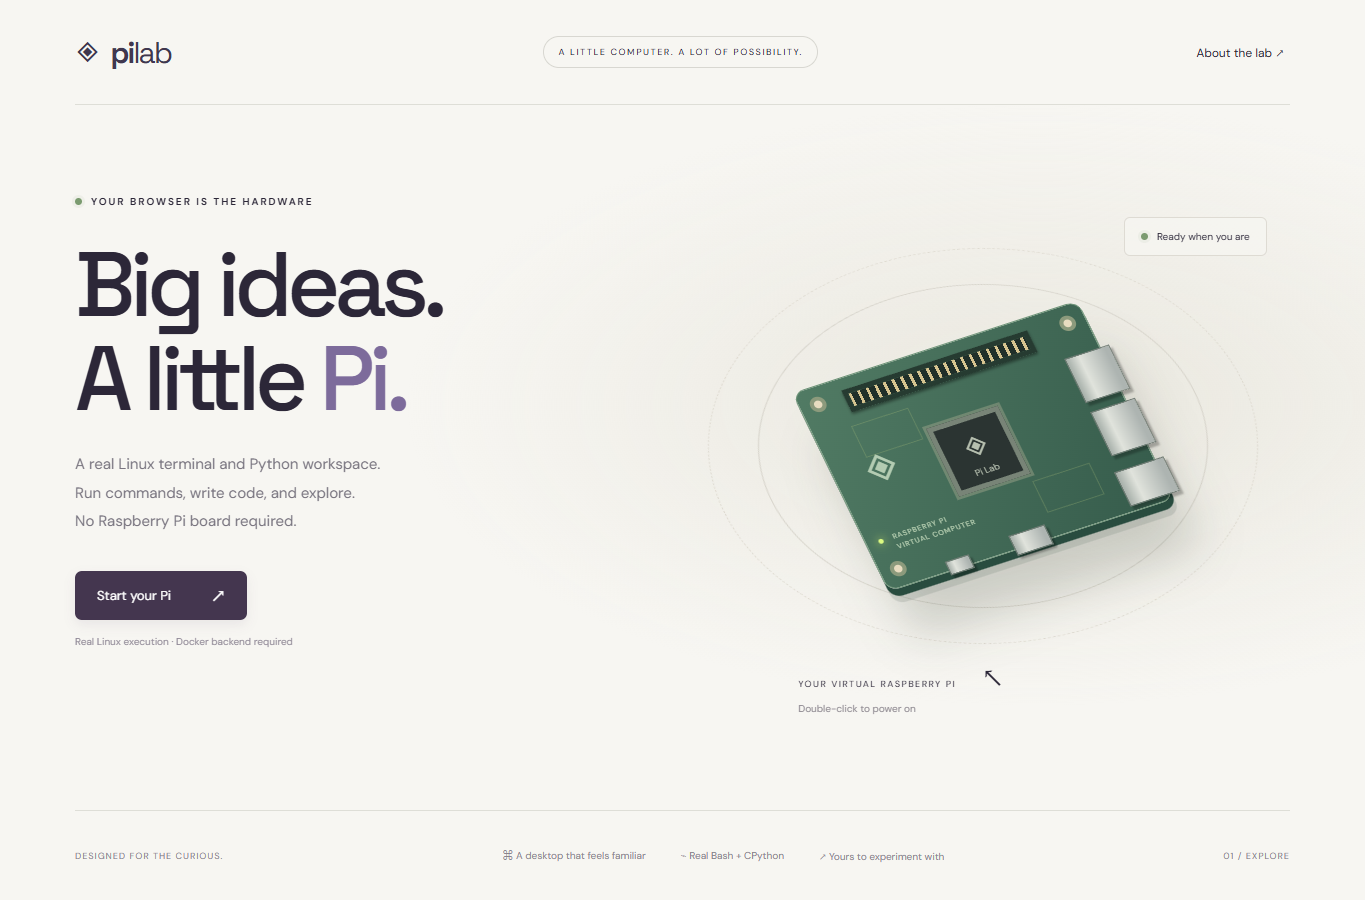 pilab
A LITTLE COMPUTER. A LOT OF POSSIBILITY.
About the lab ↗
YOUR BROWSER IS THE HARDWARE
Big ideas.
A little Pi.
A real Linux terminal and Python workspace.
Run commands, write code, and explore.
No Raspberry Pi board required.
Start your Pi ↗
Real Linux execution · Docker backend required
Ready when you are
Pi Lab
RASPBERRY PI
VIRTUAL COMPUTER
YOUR VIRTUAL RASPBERRY PI
Double-click to power on
DESIGNED FOR THE CURIOUS.
⌘ A desktop that feels familiar
~ Real Bash + CPython
↗ Yours to experiment with
01 / EXPLORE